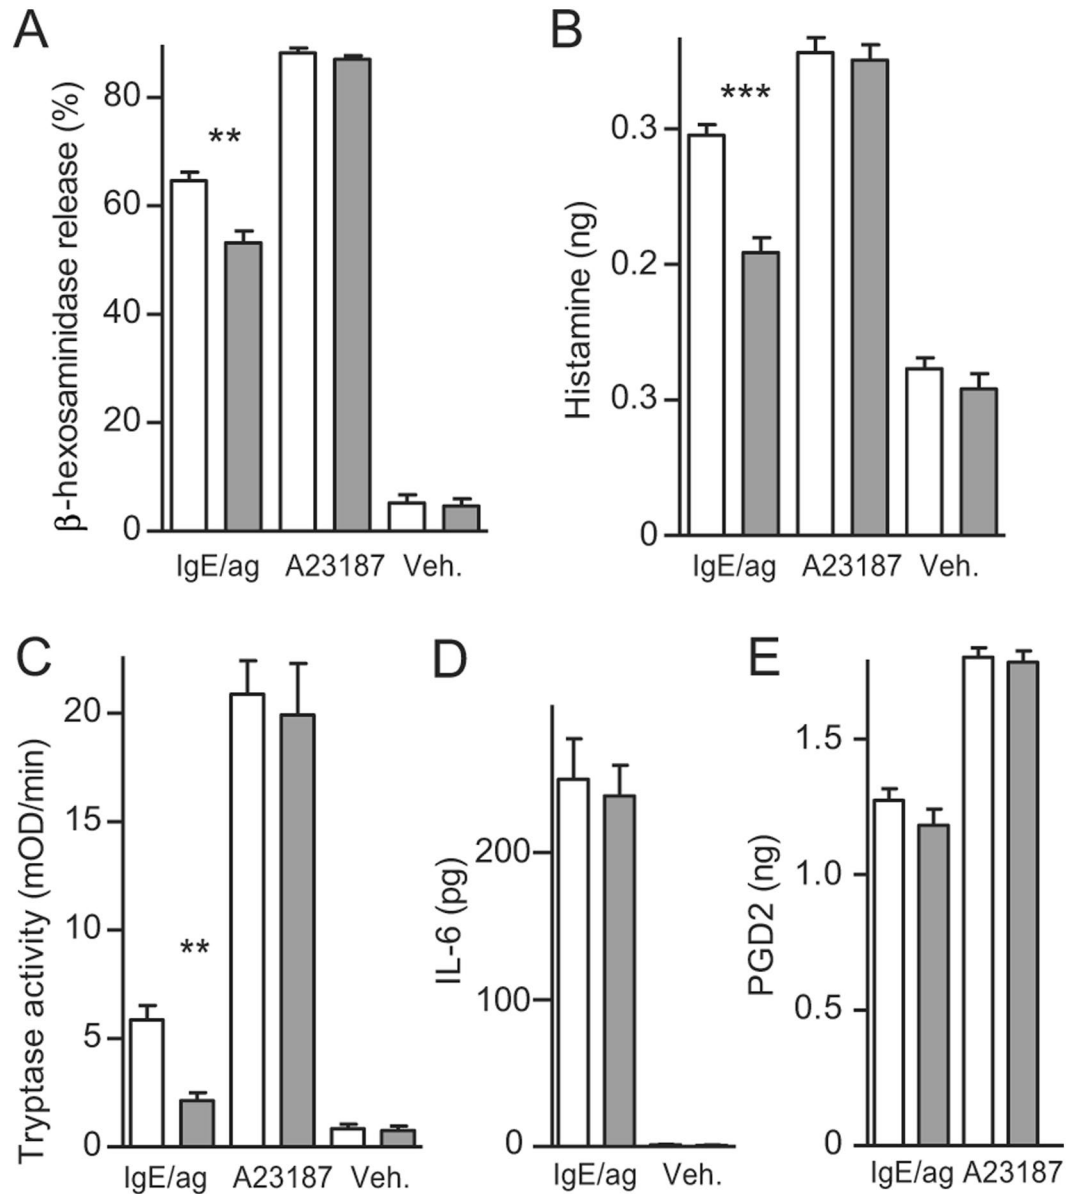 A
β-hexosaminidase release (%)
80
60
40
20
0
**
IgE/ag A23187 Veh.
B
Histamine (ng)
0.3
0.2
0.3
0
***
IgE/ag A23187 Veh.
C
Tryptase activity (mOD/min)
20
15
10
5
0
**
IgE/ag A23187 Veh.
D
IL-6 (pg)
200
100
0
IgE/ag Veh.
E
PGD2 (ng)
1.5
1.0
0.5
0
IgE/ag A23187